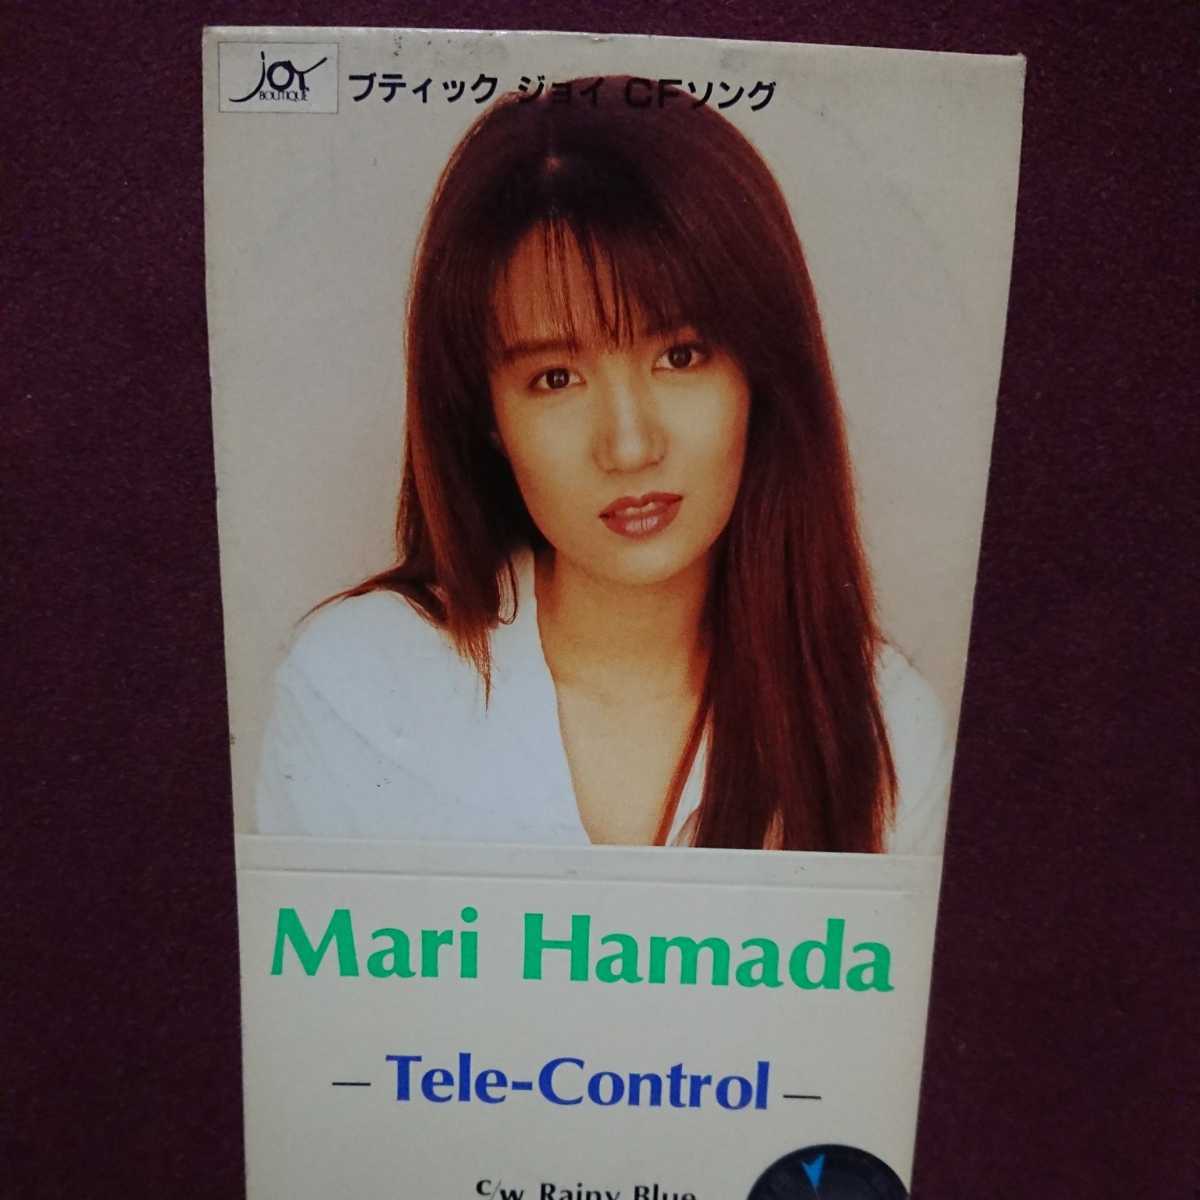 JOY
BOUTIQUE
ブティック ジョイ CFソング
Mari Hamada
– Tele-Control –
c/w Rainy Blue